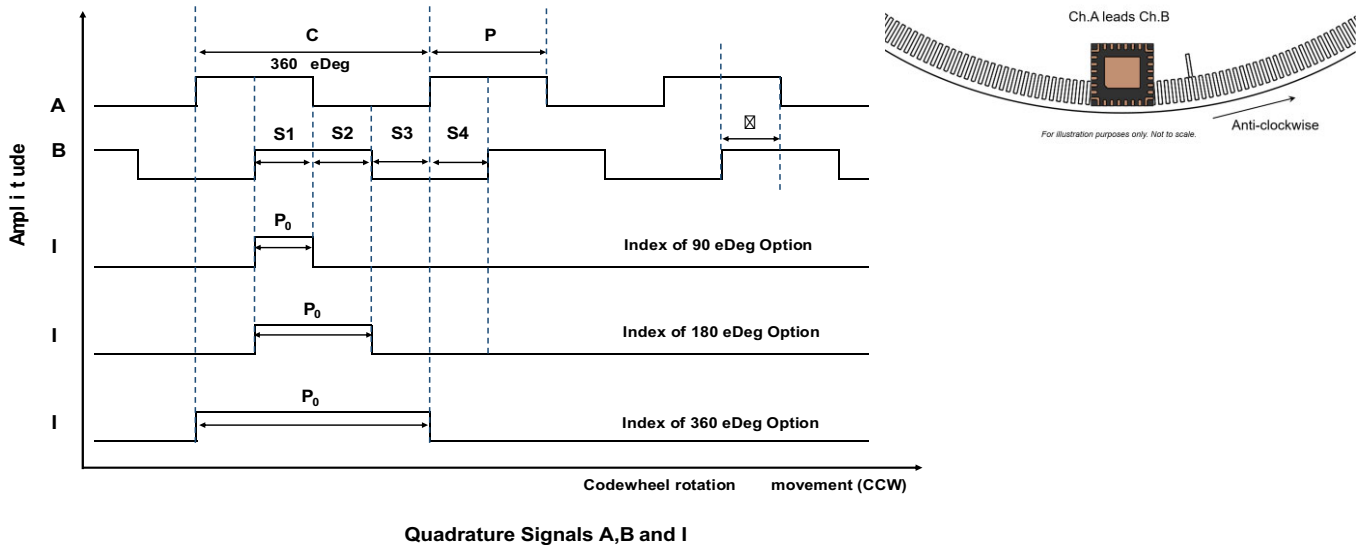 C
P
Ch.A leads Ch.B
360 eDeg
A
S1 S2 S3 S4
B
Anti-clockwise
For illustration purposes only. Not to scale.
Amplitude
P0
I
Index of 90 eDeg Option
P0
I
Index of 180 eDeg Option
P0
I
Index of 360 eDeg Option
Codewheel rotation movement (CCW)
Quadrature Signals A,B and I